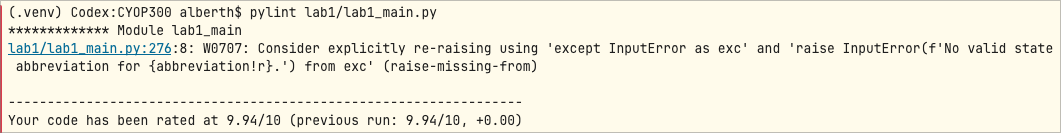 (.venv) Codex:CYOP300 alberth$ pylint lab1/lab1_main.py
************* Module lab1_main
lab1/lab1_main.py:276:8: W0707: Consider explicitly re-raising using 'except InputError as exc' and 'raise InputError(f'No valid state
abbreviation for {abbreviation!r}.') from exc' (raise-missing-from)
------------------------------------------------------------------
Your code has been rated at 9.94/10 (previous run: 9.94/10, +0.00)